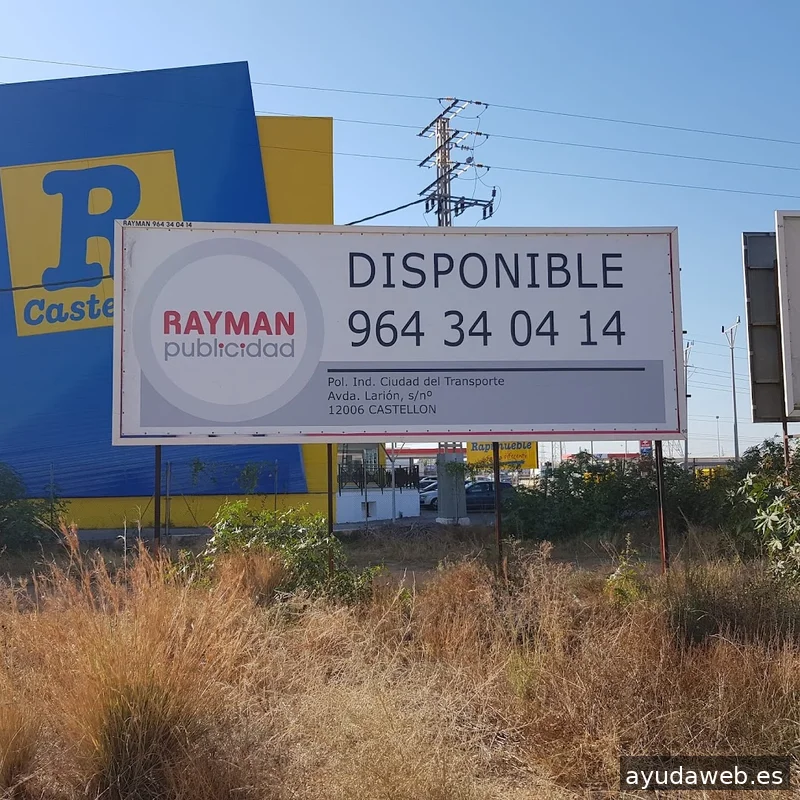 R
Caste
RAYMAN 964 34 04 14
RAYMAN
publicidad
DISPONIBLE
964 34 04 14
Pol. Ind. Ciudad del Transporte
Avda. Larión, s/nº
12006 CASTELLON
Rapimueble
ayudaweb.es